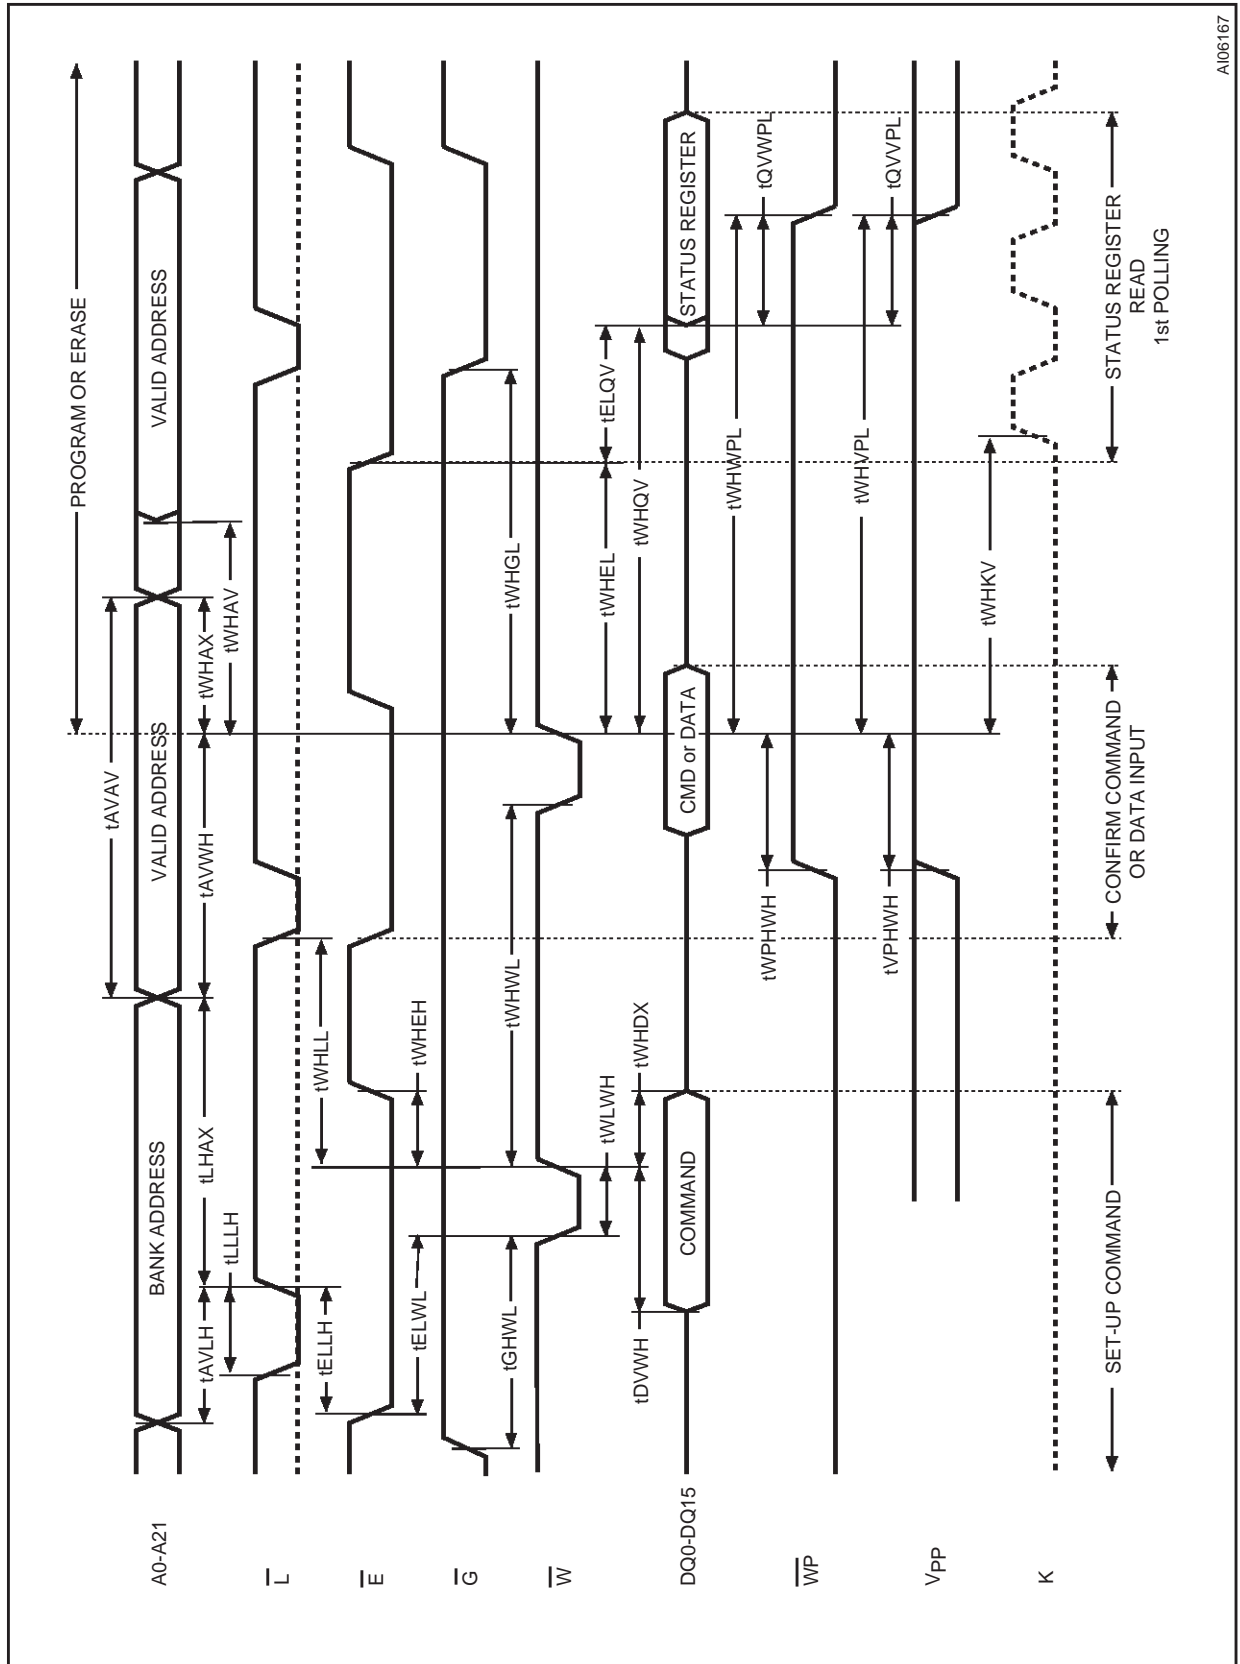 PROGRAM OR ERASE
tAVAV
A0-A21
BANK ADDRESS
VALID ADDRESS
VALID ADDRESS
tAVLH
tLHAX
tAVWH
tWHAX
tLLLH
tWHAV
L
tELLH
tWHLL
E
tELWL
tWHEH
G
tGHWL
tWHWL
tWHGL
W
tWLWH
tWHEL
tELQV
tDVWH
tWHDX
tWHQV
DQ0-DQ15
COMMAND
CMD or DATA
STATUS REGISTER
tWHWPL
tWPHWH
tQVWPL
WP
tWHVPL
tVPHWH
tQVVPL
VPP
tWHKV
K
SET-UP COMMAND
CONFIRM COMMAND
OR DATA INPUT
STATUS REGISTER
READ
1st POLLING
AI06167